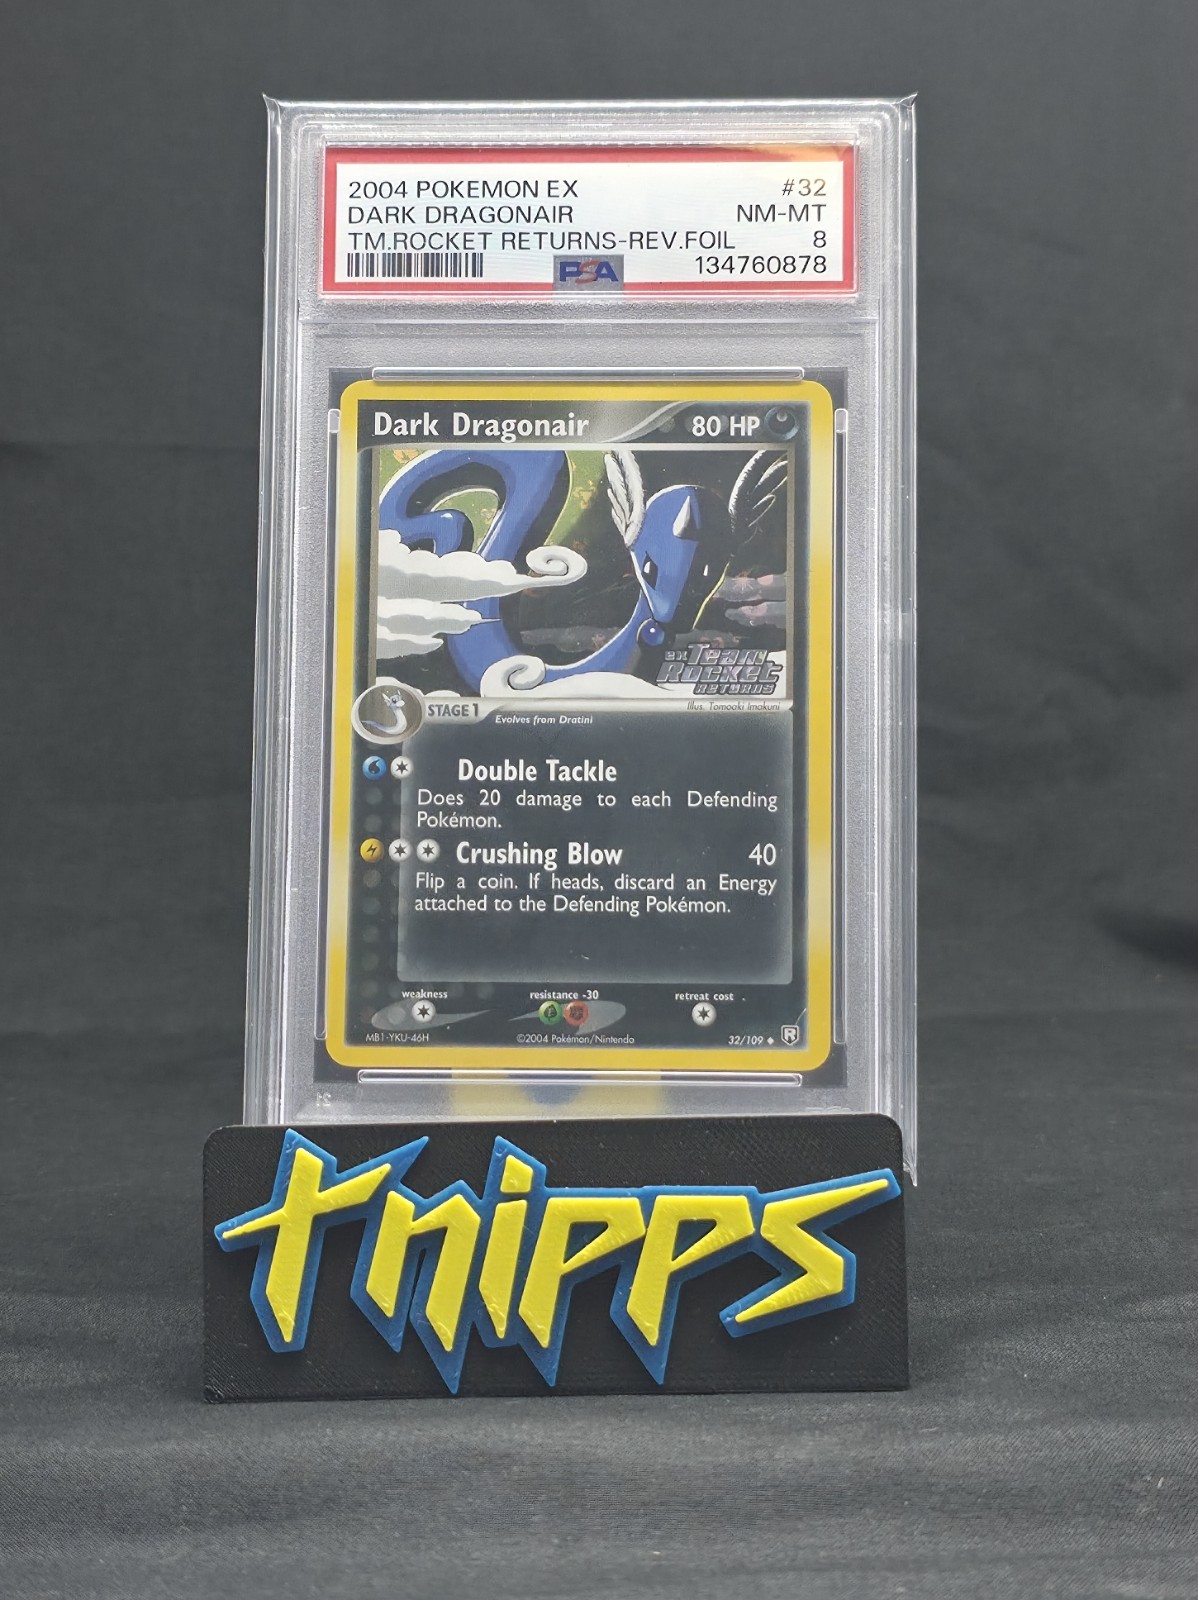 2004 POKEMON EX #32
DARK DRAGONAIR NM-MT
TM.ROCKET RETURNS-REV.FOIL 8
PSA 134760878
Dark Dragonair 80 HP
ex Team
Rocket
RETURNS
Illus. Tomoaki Imakuni
STAGE 1 Evolves from Dratini
Double Tackle
Does 20 damage to each Defending
Pokémon.
Crushing Blow 40
Flip a coin. If heads, discard an Energy
attached to the Defending Pokémon.
weakness resistance -30 retreat cost
MB1-YKU-46H ©2004 Pokémon/Nintendo 32/109 R
Tnipps